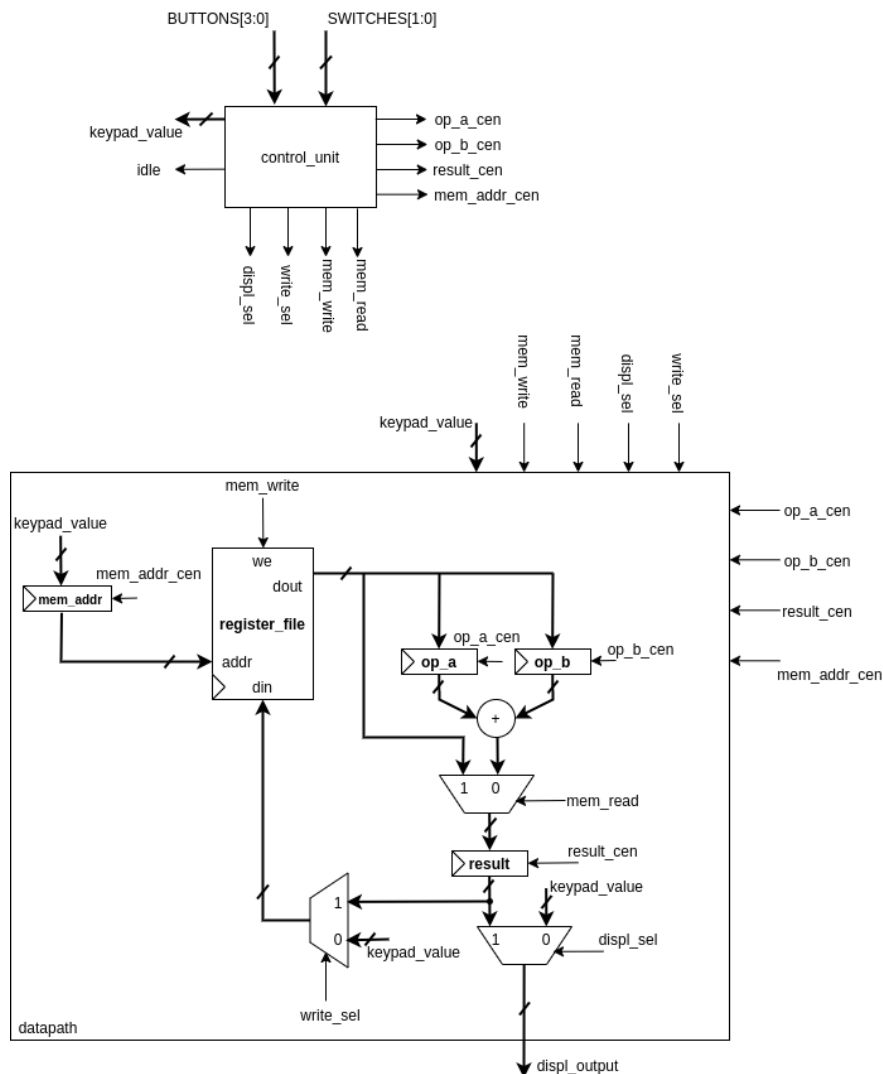 BUTTONS[3:0]
SWITCHES[1:0]
keypad_value
idle
control_unit
op_a_cen
op_b_cen
result_cen
mem_addr_cen
displ_sel
write_sel
mem_write
mem_read
keypad_value
mem_write
mem_read
displ_sel
write_sel
op_a_cen
op_b_cen
result_cen
mem_addr_cen
mem_write
keypad_value
mem_addr_cen
mem_addr
we
dout
register_file
addr
din
op_a_cen
op_a
op_b
op_b_cen
+
1 0
mem_read
result
result_cen
keypad_value
1
0
keypad_value
write_sel
1 0
displ_sel
datapath
displ_output